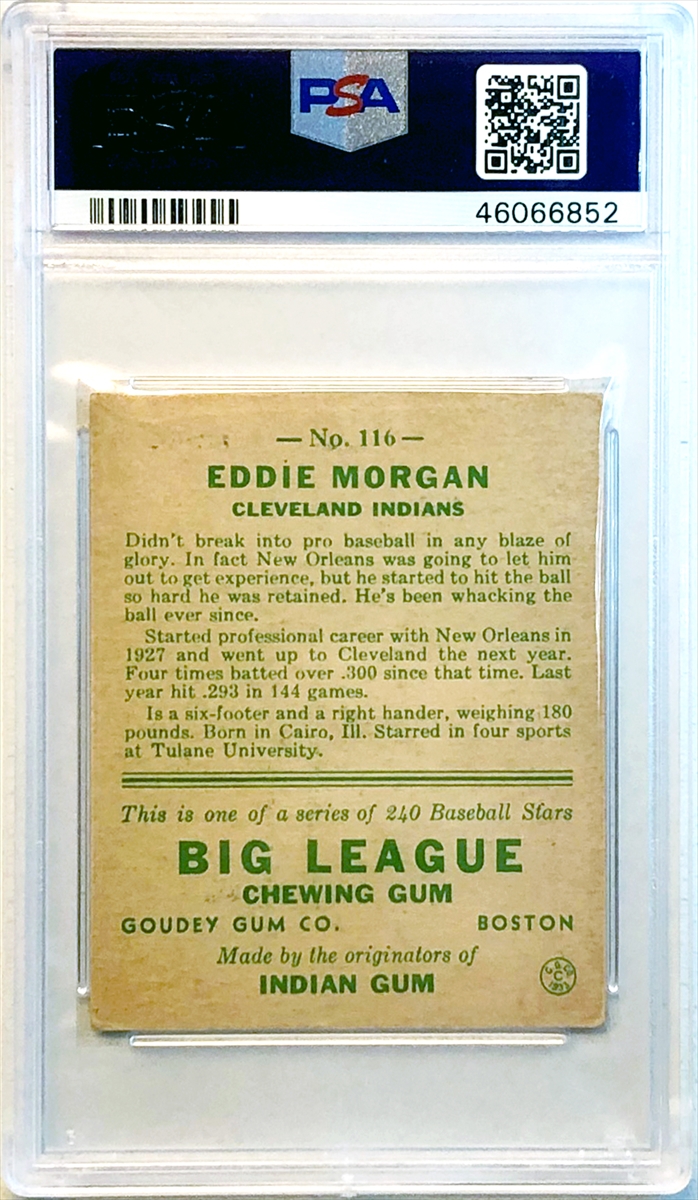 PSA
46066852
— No. 116 —
EDDIE MORGAN
CLEVELAND INDIANS
Didn't break into pro baseball in any blaze of
glory. In fact New Orleans was going to let him
out to get experience, but he started to hit the ball
so hard he was retained. He's been whacking the
ball ever since.
Started professional career with New Orleans in
1927 and went up to Cleveland the next year.
Four times batted over .300 since that time. Last
year hit .293 in 144 games.
Is a six-footer and a right hander, weighing 180
pounds. Born in Cairo, Ill. Starred in four sports
at Tulane University.
This is one of a series of 240 Baseball Stars
BIG LEAGUE
CHEWING GUM
GOUDEY GUM CO. BOSTON
Made by the originators of
INDIAN GUM
C
1933